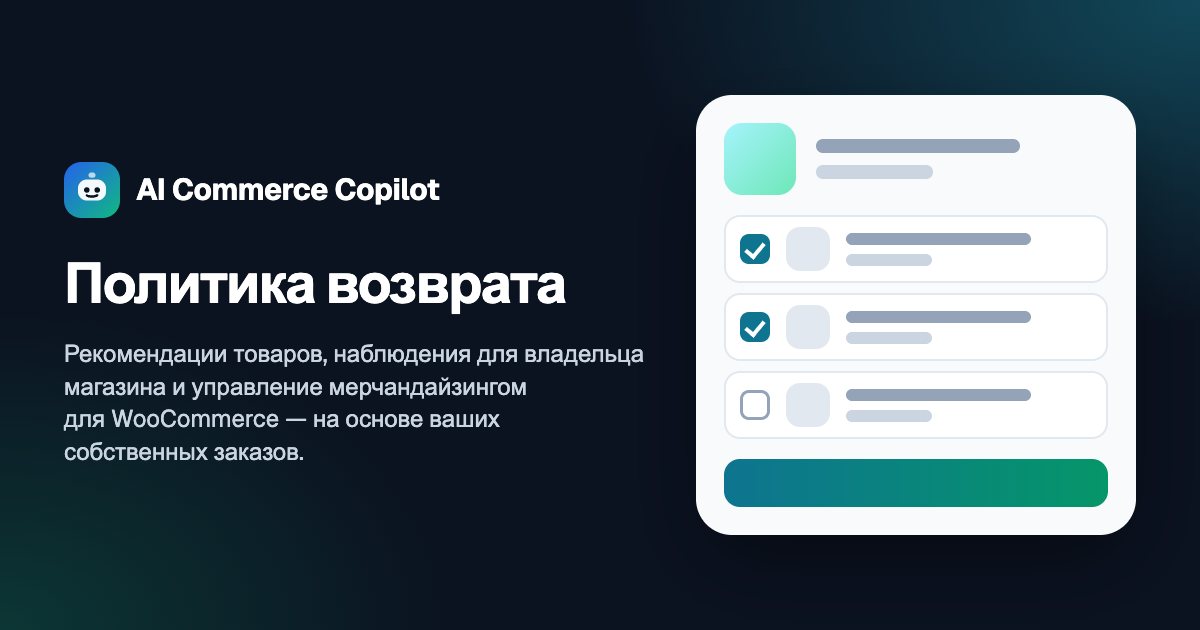 AI Commerce Copilot
Политика возврата
Рекомендации товаров, наблюдения для владельца
магазина и управление мерчандайзингом
для WooCommerce — на основе ваших
собственных заказов.